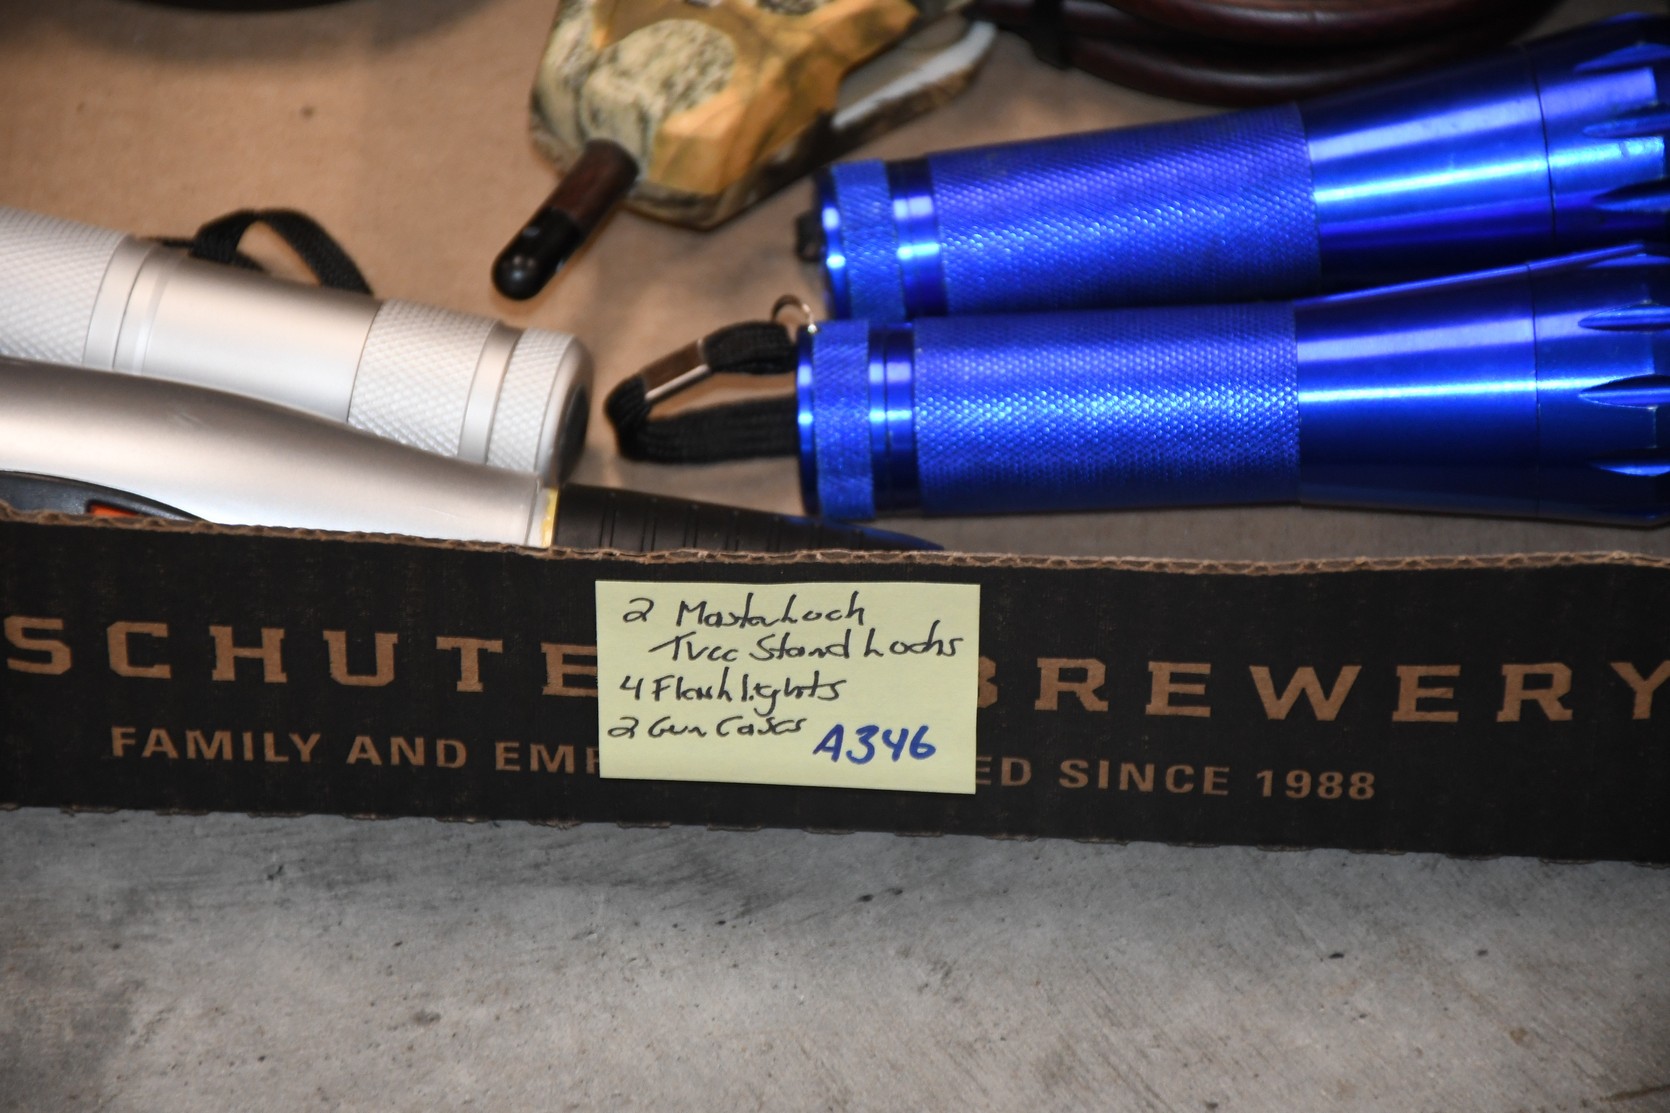 2 MasterLock
Tree Stand Locks
4 Flashlights
2 Gun Cases A346
SCHUTE BREWERY
FAMILY AND EMP ED SINCE 1988